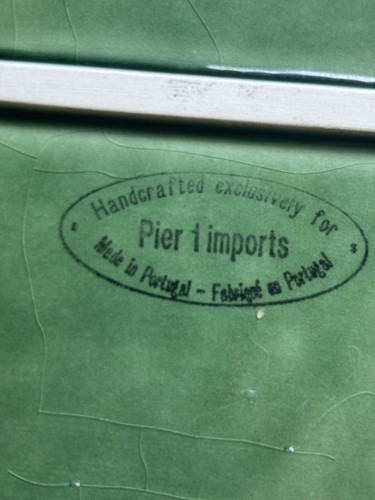 Handcrafted exclusively for
Pier 1 imports
Made in Portugal - Fabriqué au Portugal